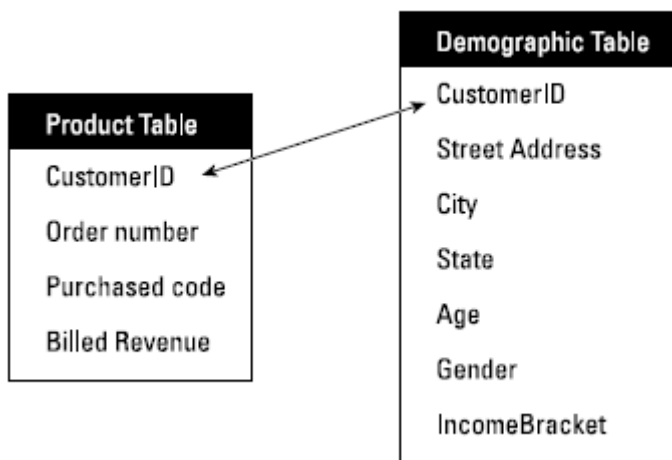 Product Table
CustomerID
Order number
Purchased code
Billed Revenue
Demographic Table
CustomerID
Street Address
City
State
Age
Gender
IncomeBracket